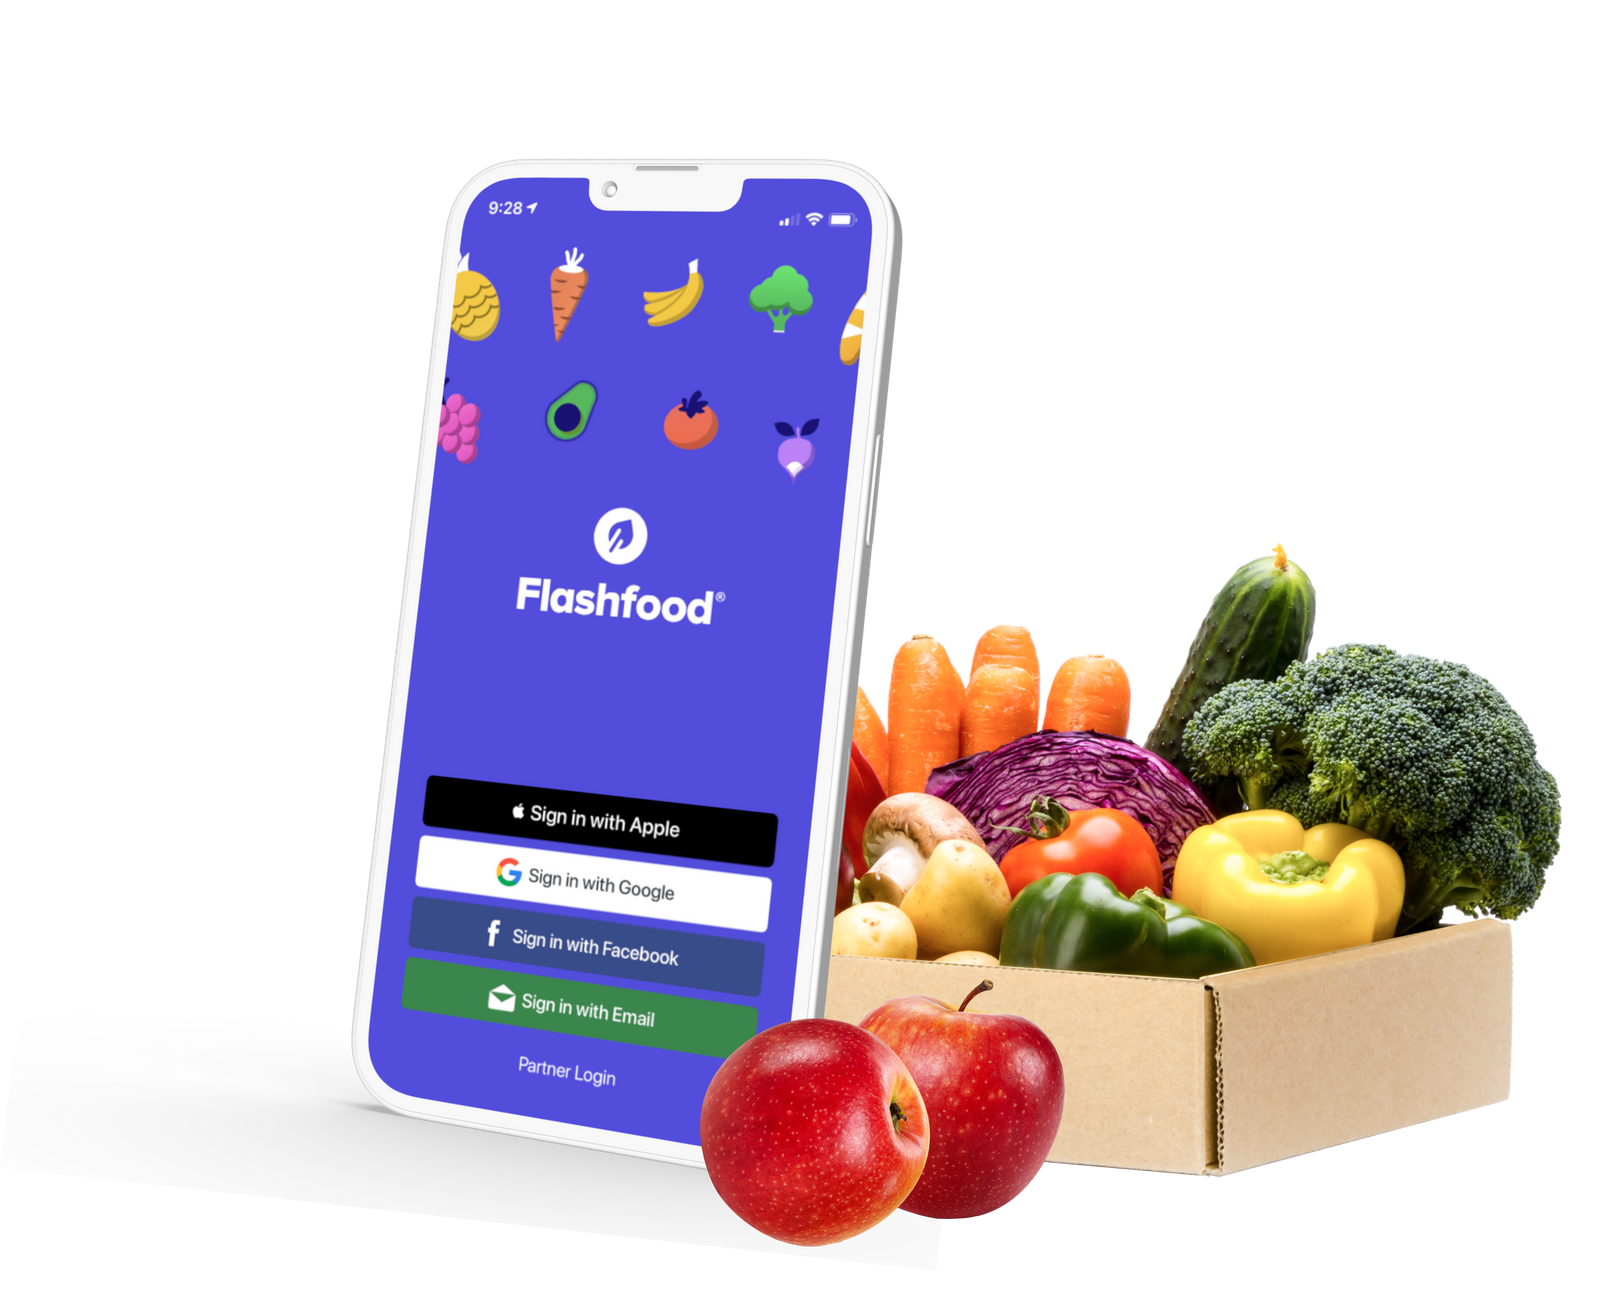 9:28
Flashfood®
Sign in with Apple
Sign in with Google
Sign in with Facebook
Sign in with Email
Partner Login